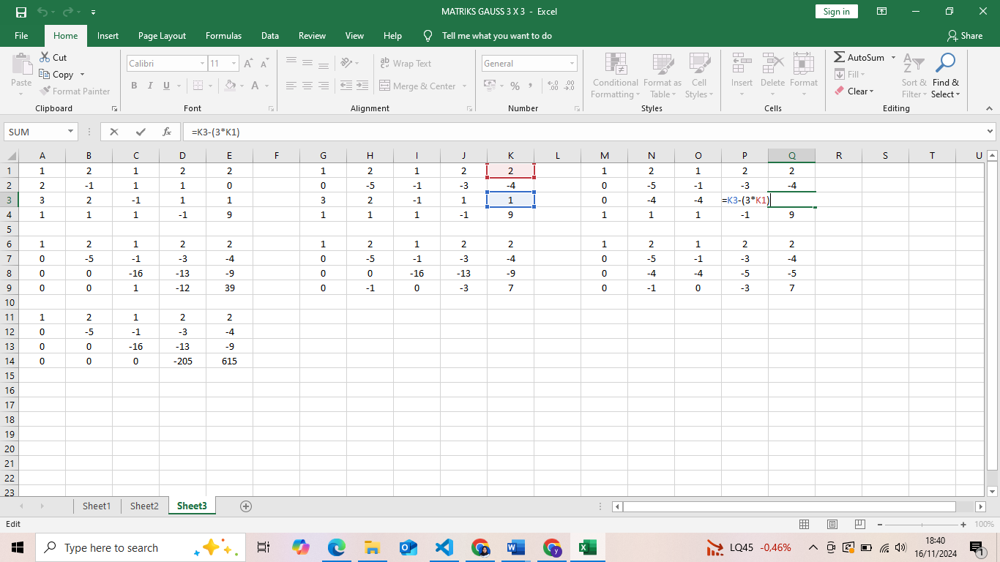 MATRIKS GAUSS 3 X 3 - Excel
Sign in
File Home Insert Page Layout Formulas Data Review View Help Tell me what you want to do Share
Paste
Cut
Copy
Format Painter
Clipboard
Calibri 11 A A
B I U A
Font
Wrap Text
Merge & Center
Alignment
General
% , .00 .0
Number
Conditional Formatting
Format as Table
Cell Styles
Styles
Insert Delete Format
Cells
AutoSum
Fill
Clear
Sort & Filter
Find & Select
Editing
SUM fx =K3-(3*K1)
A B C D E F G H I J K L M N O P Q R S T U
1 1 2 1 2 2 1 2 1 2 2 1 2 1 2 2
2 2 -1 1 1 0 0 -5 -1 -3 -4 0 -5 -1 -3 -4
3 3 2 -1 1 1 3 2 -1 1 1 0 -4 -4 =K3-(3*K1)
4 1 1 1 -1 9 1 1 1 -1 9 1 1 1 -1 9
5
6 1 2 1 2 2 1 2 1 2 2 1 2 1 2 2
7 0 -5 -1 -3 -4 0 -5 -1 -3 -4 0 -5 -1 -3 -4
8 0 0 -16 -13 -9 0 0 -16 -13 -9 0 -4 -4 -5 -5
9 0 0 1 -12 39 0 -1 0 -3 7 0 -1 0 -3 7
10
11 1 2 1 2 2
12 0 -5 -1 -3 -4
13 0 0 -16 -13 -9
14 0 0 0 -205 615
15
16
17
18
19
20
21
22
23
Sheet1 Sheet2 Sheet3
Edit 100%
Type here to search LQ45 -0,46% 18:40
16/11/2024 1